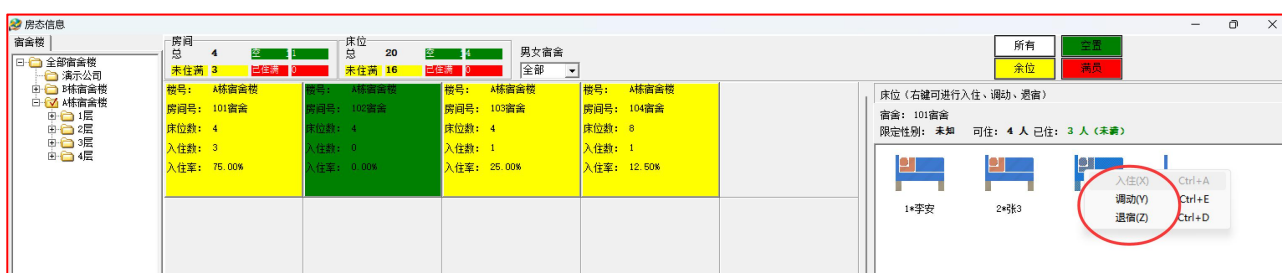 房态信息
宿舍楼
全部宿舍楼
演示公司
B栋宿舍楼
A栋宿舍楼
1层
2层
3层
4层
房间
总 4 空 1
未住满 3 已住满 0
床位
总 20 空 14
未住满 16 已住满 0
男女宿舍
全部
所有 空置
余位 满员
楼号: A栋宿舍楼
房间号: 101宿舍
床位数: 4
入住数: 3
入住率: 75.00%
楼号: A栋宿舍楼
房间号: 102宿舍
床位数: 4
入住数: 0
入住率: 0.00%
楼号: A栋宿舍楼
房间号: 103宿舍
床位数: 4
入住数: 1
入住率: 25.00%
楼号: A栋宿舍楼
房间号: 104宿舍
床位数: 8
入住数: 1
入住率: 12.50%
床位（右键可进行入住、调动、退宿）
宿舍: 101宿舍
限定性别: 未知 可住: 4 人 已住: 3 人（未满）
1*李安
2*张3
入住(X) Ctrl+A
调动(Y) Ctrl+E
退宿(Z) Ctrl+D